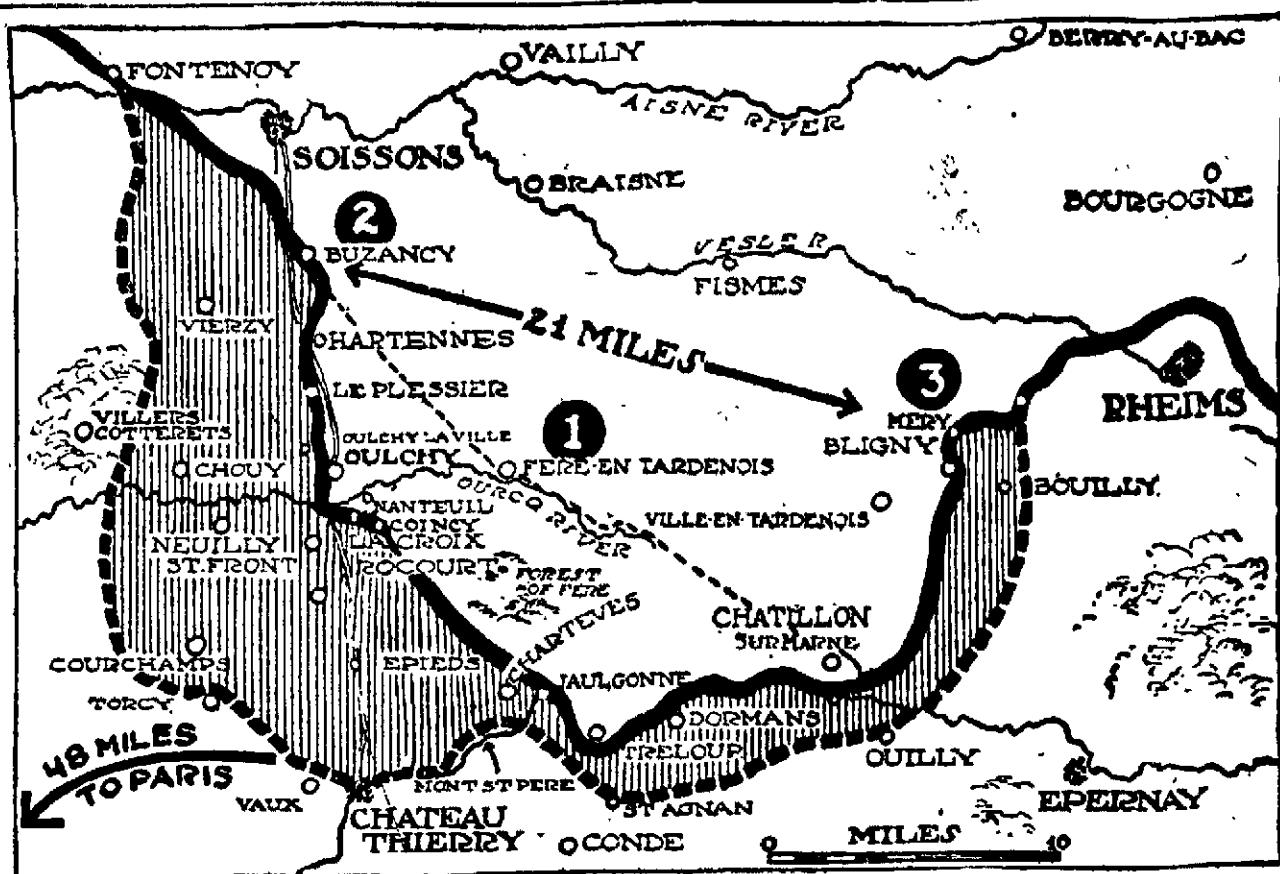 BERRY-AU-BAC
VAILLY
FONTENOY
AISNE RIVER
SOISSONS
BRAISNE
BOURGOGNE
2
BUZANCY
VESLER
FISMES
VIERZY
21 MILES
HARTENNES
3
RHEIMS
LE PLESSIER
VILLERS
COTTERETS
1
MERY
BLIGNY
OULCHY LA VILLE
OULCHY
CHOUY
FERE-EN TARDENOIS
BOUILLY
OURCQ RIVER
NANTEUIL
COINCY
VILLE-EN-TARDENOIS
NEUILLY
ST. FRONT
LACROIX
ROCOURT
FOREST
OF FERE
CHARTEVES
CHATILLON
SUR MARNE
COURCHAMPS
EPIEDS
JAULGONNE
TORCY
DORMANS
TRELOUP
OUILLY
48 MILES
TO PARIS
MONT ST PERE
VAUX
CHATEAU
THIERRY
ST AGNAN
EPERNAY
CONDE
MILES
0 10